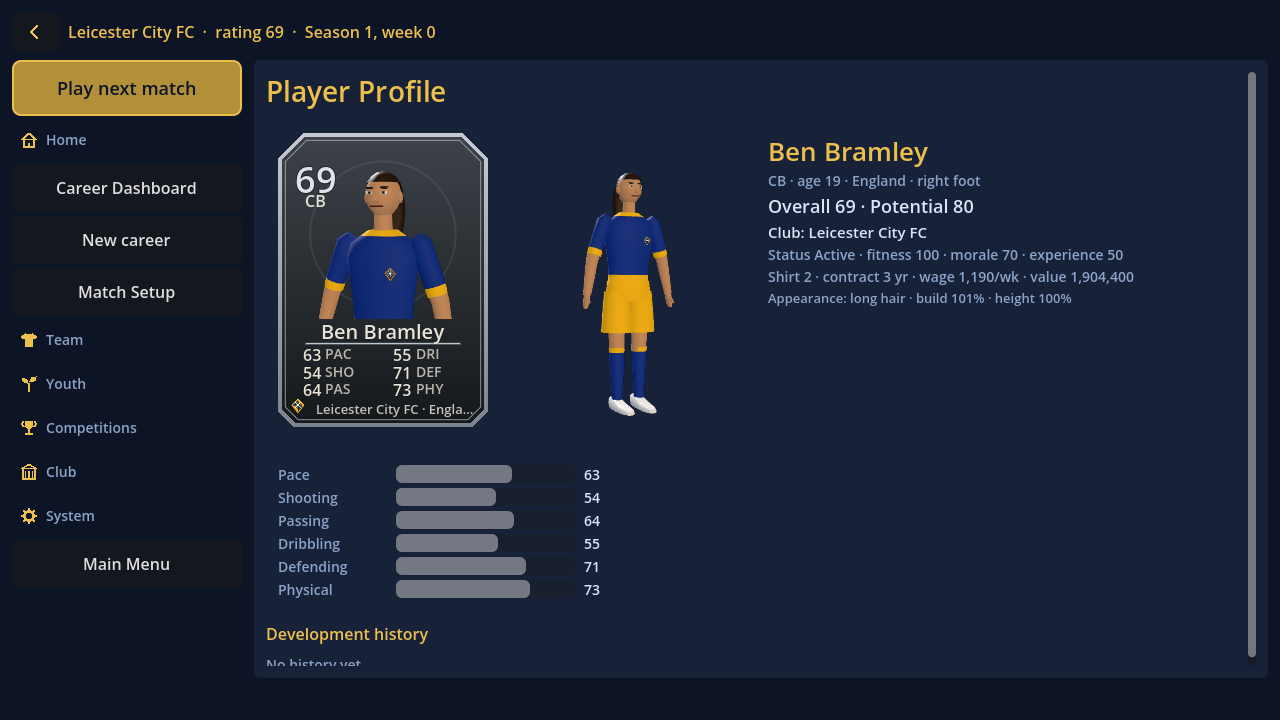 Leicester City FC · rating 69 · Season 1, week 0
Play next match
Home
Career Dashboard
New career
Match Setup
Team
Youth
Competitions
Club
System
Main Menu
Player Profile
69
CB
Ben Bramley
63 PAC 55 DRI
54 SHO 71 DEF
64 PAS 73 PHY
Leicester City FC · Engla...
Ben Bramley
CB · age 19 · England · right foot
Overall 69 · Potential 80
Club: Leicester City FC
Status Active · fitness 100 · morale 70 · experience 50
Shirt 2 · contract 3 yr · wage 1,190/wk · value 1,904,400
Appearance: long hair · build 101% · height 100%
Pace 63
Shooting 54
Passing 64
Dribbling 55
Defending 71
Physical 73
Development history
No history yet